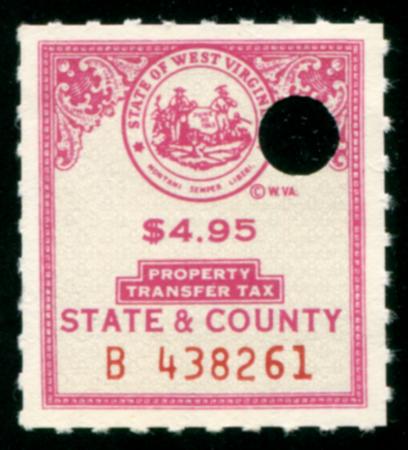 STATE OF WEST VIRGIN
MONTANI SEMPER LIBERI
© W. VA.
$4.95
PROPERTY
TRANSFER TAX
STATE & COUNTY
B 438261